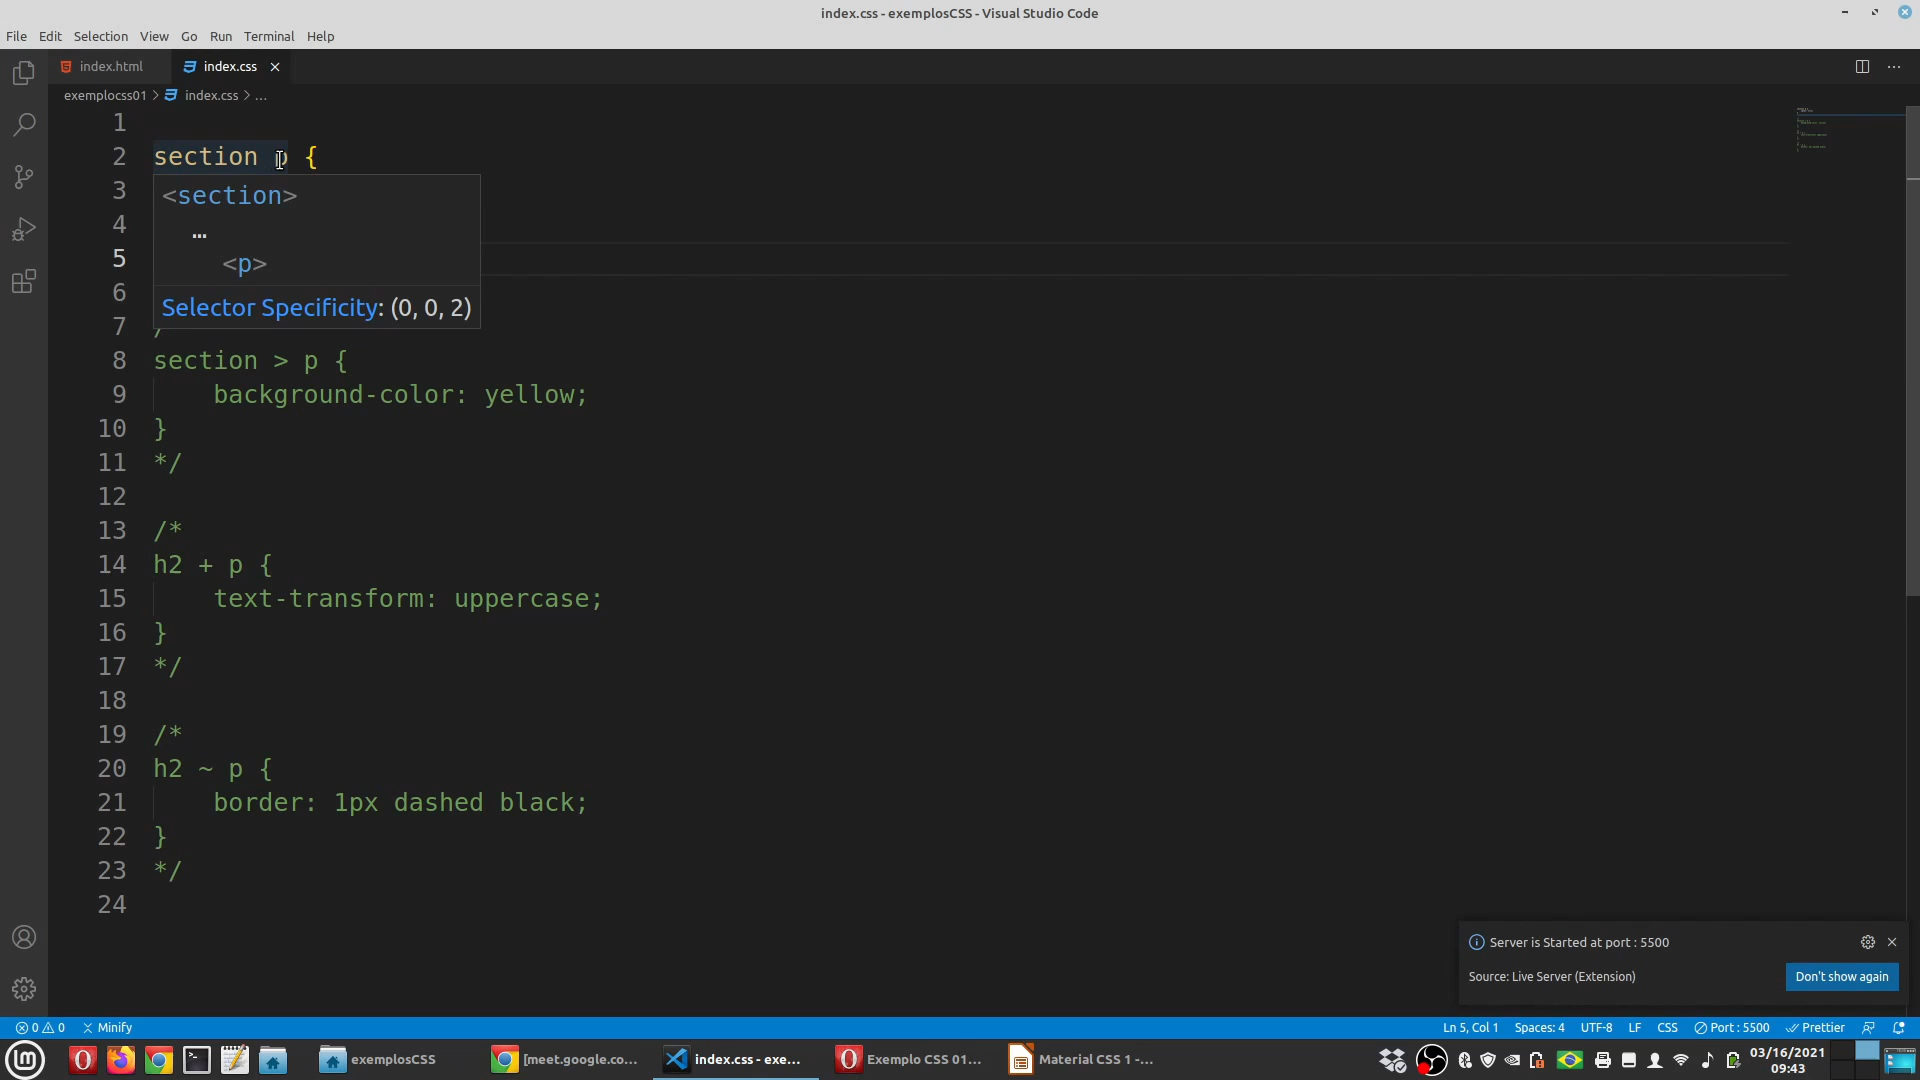 index.css - exemplosCSS - Visual Studio Code
File Edit Selection View Go Run Terminal Help
index.html index.css
exemplocss01 > index.css > ...
1
2 section p {
3
4
5
6
7
<section>
…
<p>
Selector Specificity: (0, 0, 2)
8 section > p {
9 background-color: yellow;
10 }
11 */
12
13 /*
14 h2 + p {
15 text-transform: uppercase;
16 }
17 */
18
19 /*
20 h2 ~ p {
21 border: 1px dashed black;
22 }
23 */
24
Server is Started at port : 5500
Source: Live Server (Extension) Don't show again
0 0 Minify Ln 5, Col 1 Spaces: 4 UTF-8 LF CSS Port : 5500 Prettier
exemplosCSS [meet.google.co... index.css - exe... Exemplo CSS 01... Material CSS 1 -... 03/16/2021
09:43